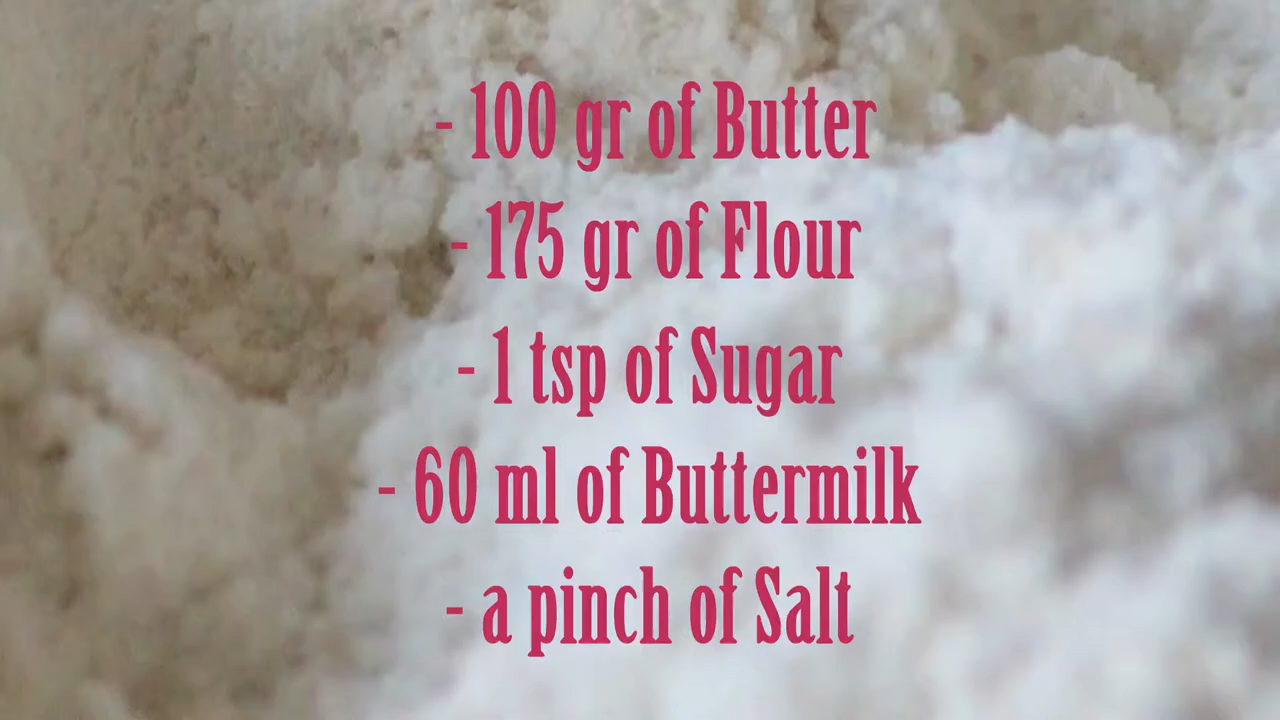 - 100 gr of Butter
- 175 gr of Flour
- 1 tsp of Sugar
- 60 ml of Buttermilk
- a pinch of Salt